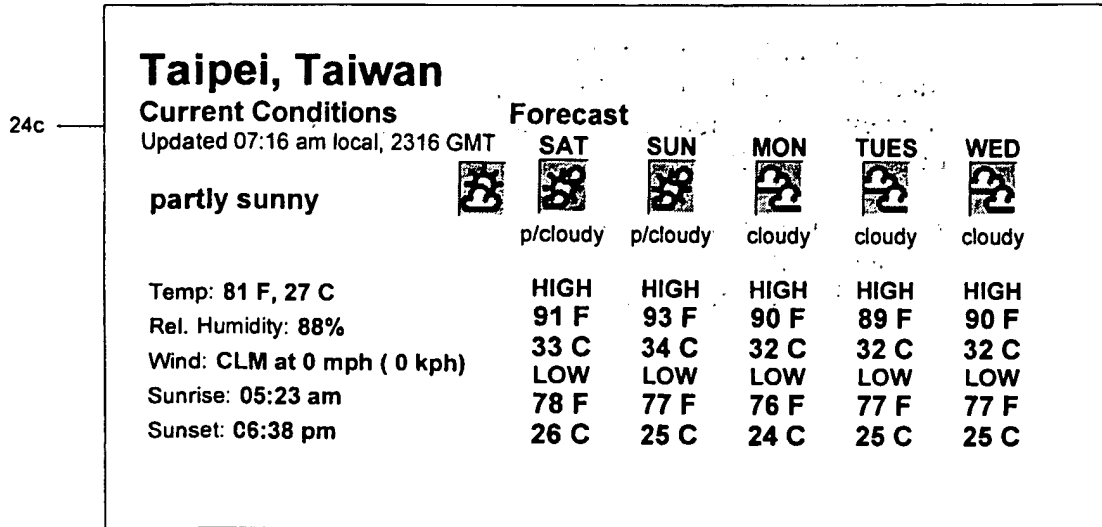 Taipei, Taiwan
24c
Current Conditions
Updated 07:16 am local, 2316 GMT
partly sunny
Temp: 81 F, 27 C
Rel. Humidity: 88%
Wind: CLM at 0 mph ( 0 kph)
Sunrise: 05:23 am
Sunset: 06:38 pm
Forecast
SAT SUN MON TUES WED
p/cloudy p/cloudy cloudy cloudy cloudy
HIGH HIGH HIGH HIGH HIGH
91 F 93 F 90 F 89 F 90 F
33 C 34 C 32 C 32 C 32 C
LOW LOW LOW LOW LOW
78 F 77 F 76 F 77 F 77 F
26 C 25 C 24 C 25 C 25 C